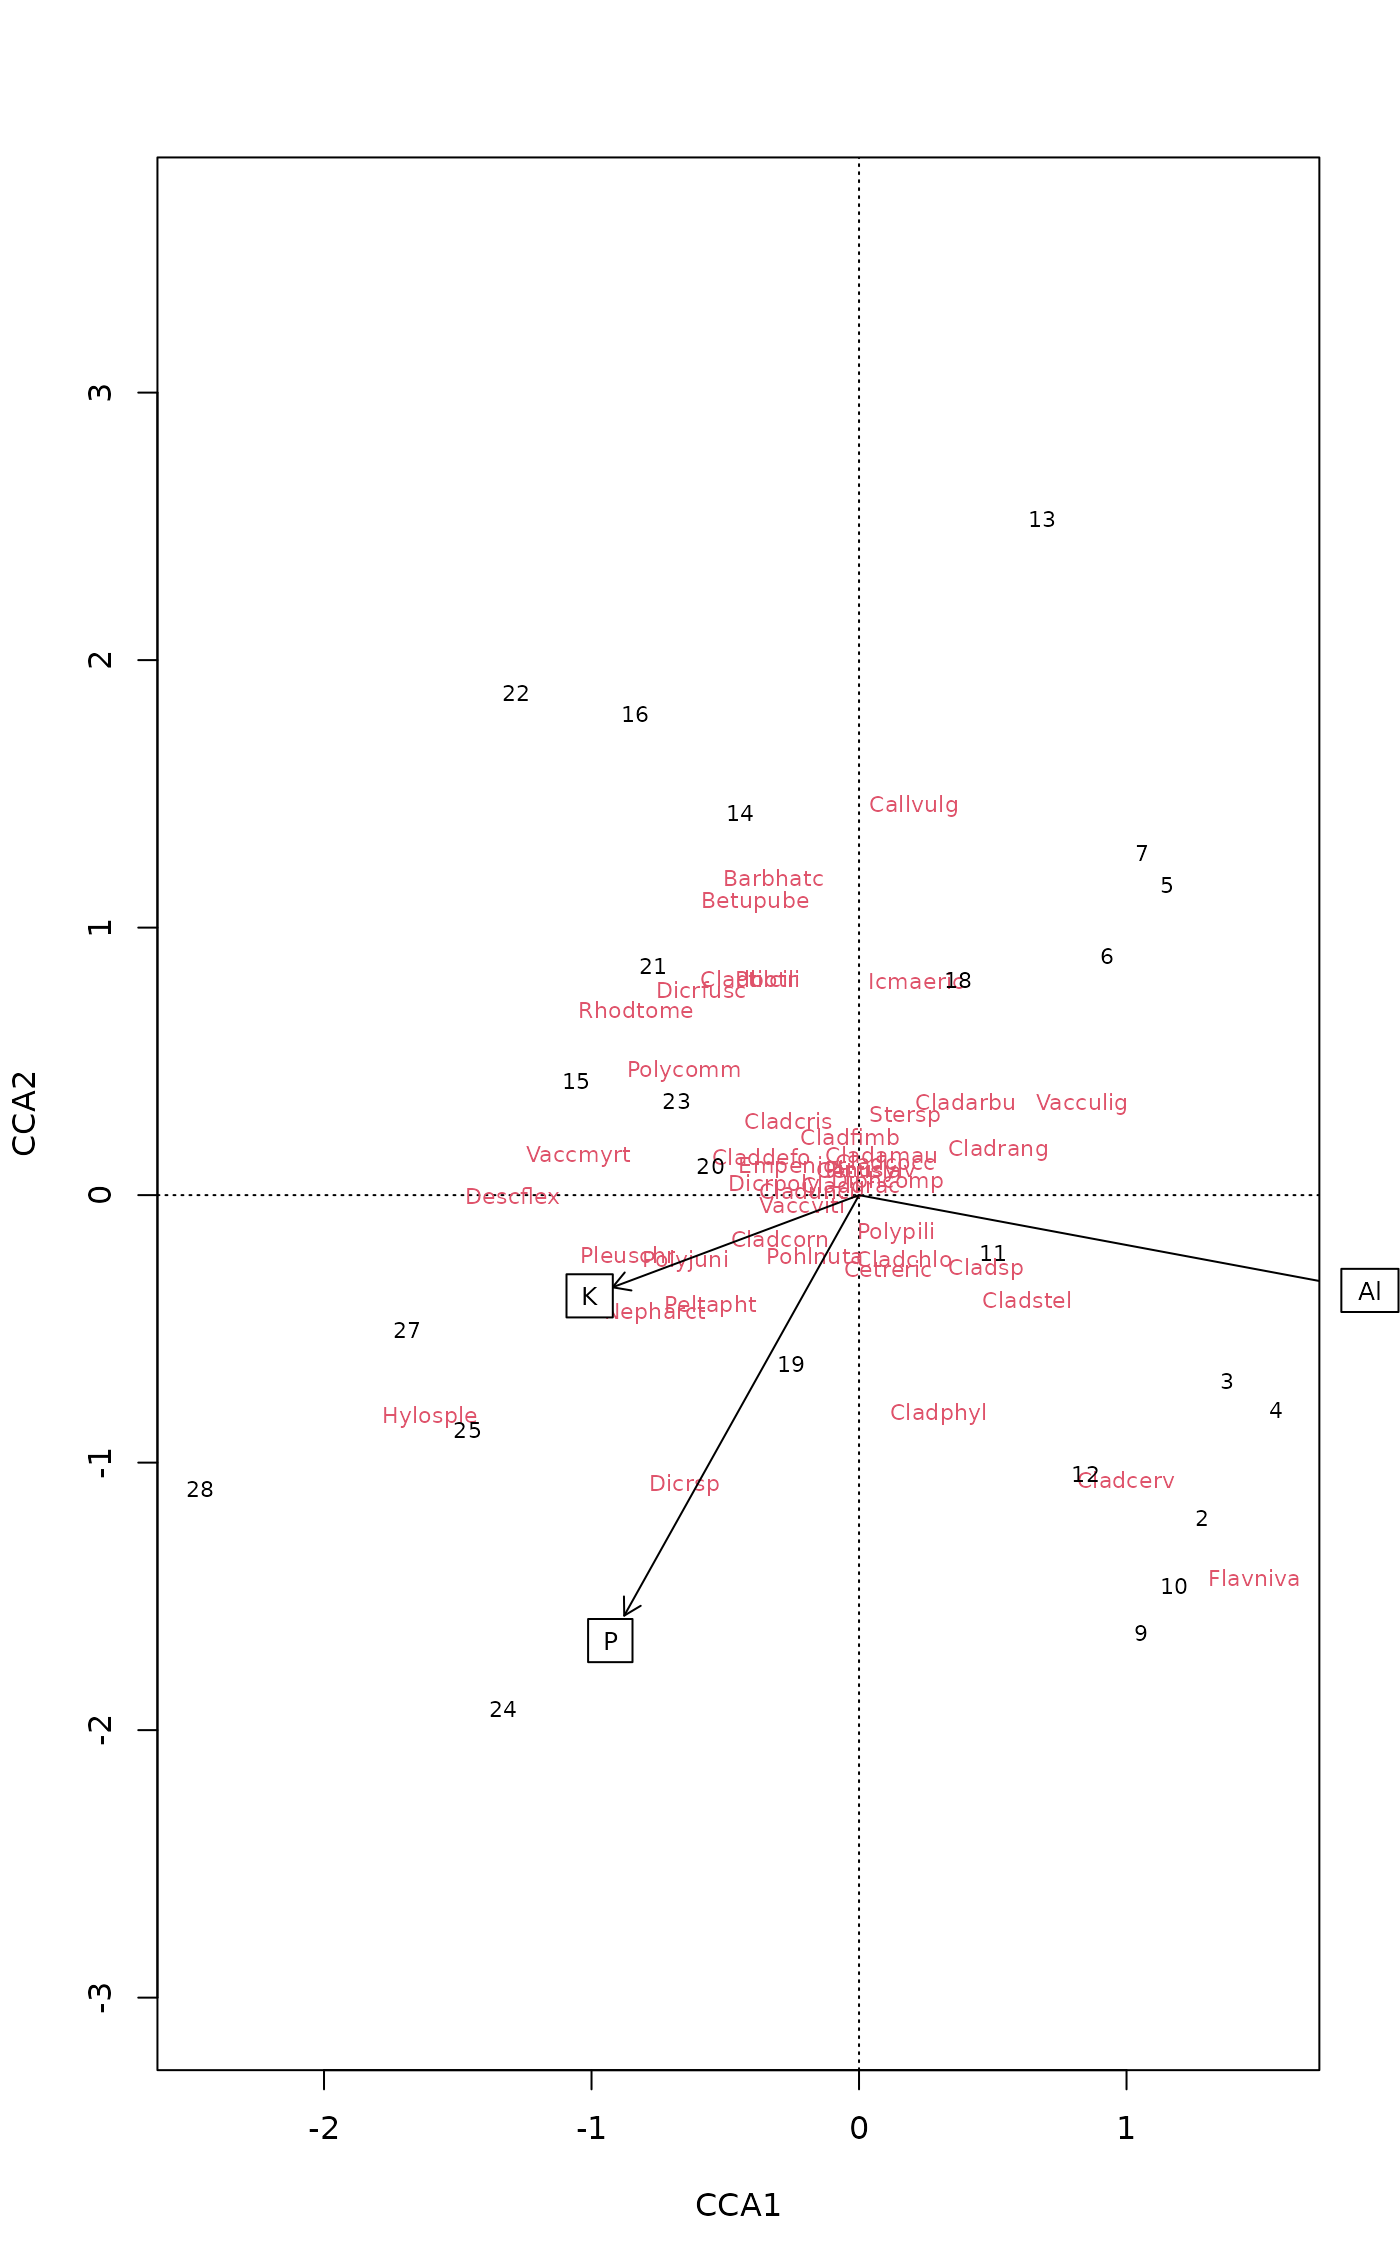 3
13
2
22
16
14
Callvulg
7
Barbhatc
5
Betupube
1
6
21
Icmaeric
18
Dicrfusc
Rhodtome
Polycomm
15
23
Cladarbu
Vacculig
CCA2
Stersp
Cladcris
Cladfimb
Cladrang
Vaccmyrt
Claddefo
Cladamau
20
0
Descflex
Vaccviti
Polypili
Cladcorn
11
Pleuschr
Polyjuni
Pohlnuta
Cladchlo
Cladsp
Cetreric
K
Al
Cladstel
Peltapht
Nepharct
27
19
3
4
Hylosple
Cladphyl
25
-1
12
Cladcerv
Dicrsp
28
2
Flavniva
10
9
P
24
-2
-3
-2
-1
0
1
CCA1